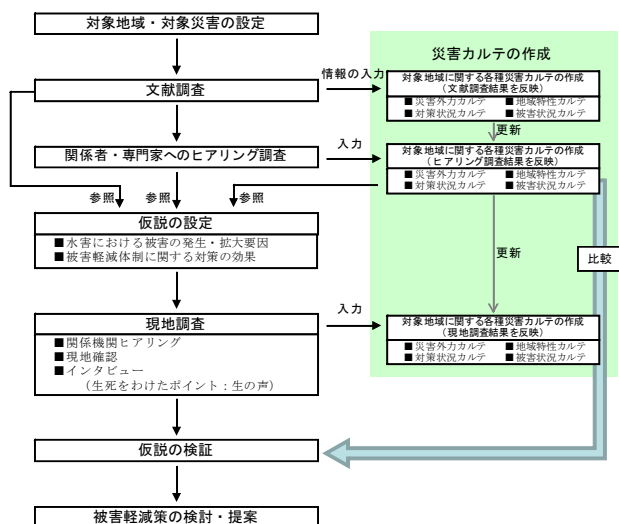 対象地域・対象災害の設定
災害カルテの作成
情報の入力
文献調査
対象地域に関する各種災害カルテの作成
（文献調査結果を反映）
■災害外力カルテ ■地域特性カルテ
■対策状況カルテ ■被害状況カルテ
更新
関係者・専門家へのヒアリング調査
入力
対象地域に関する各種災害カルテの作成
（ヒアリング調査結果を反映）
■災害外力カルテ ■地域特性カルテ
■対策状況カルテ ■被害状況カルテ
参照 参照 参照
仮説の設定
■水害における被害の発生・拡大要因
■被害軽減体制に関する対策の効果
更新
比較
現地調査
■関係機関ヒアリング
■現地確認
■インタビュー
（生死をわけたポイント：生の声）
入力
対象地域に関する各種災害カルテの作成
（現地調査結果を反映）
■災害外力カルテ ■地域特性カルテ
■対策状況カルテ ■被害状況カルテ
仮説の検証
被害軽減策の検討・提案